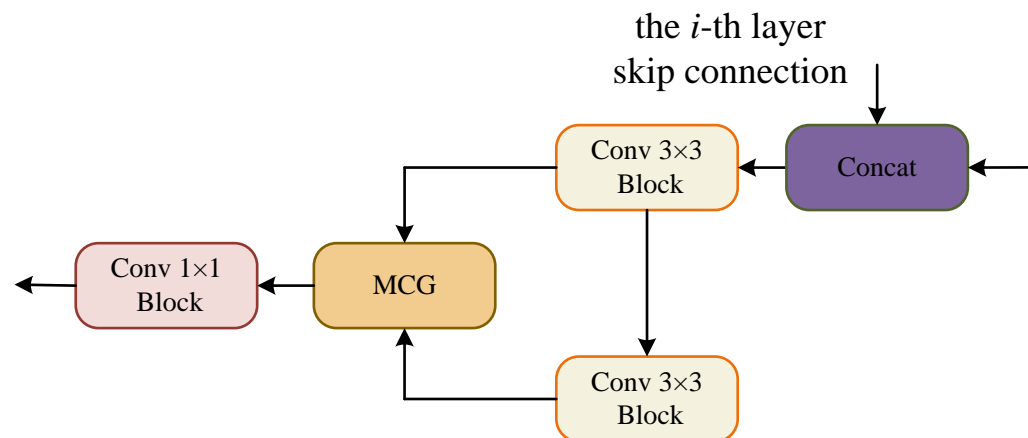 the i-th layer
skip connection
Conv 3×3
Block
Concat
Conv 1×1
Block
MCG
Conv 3×3
Block